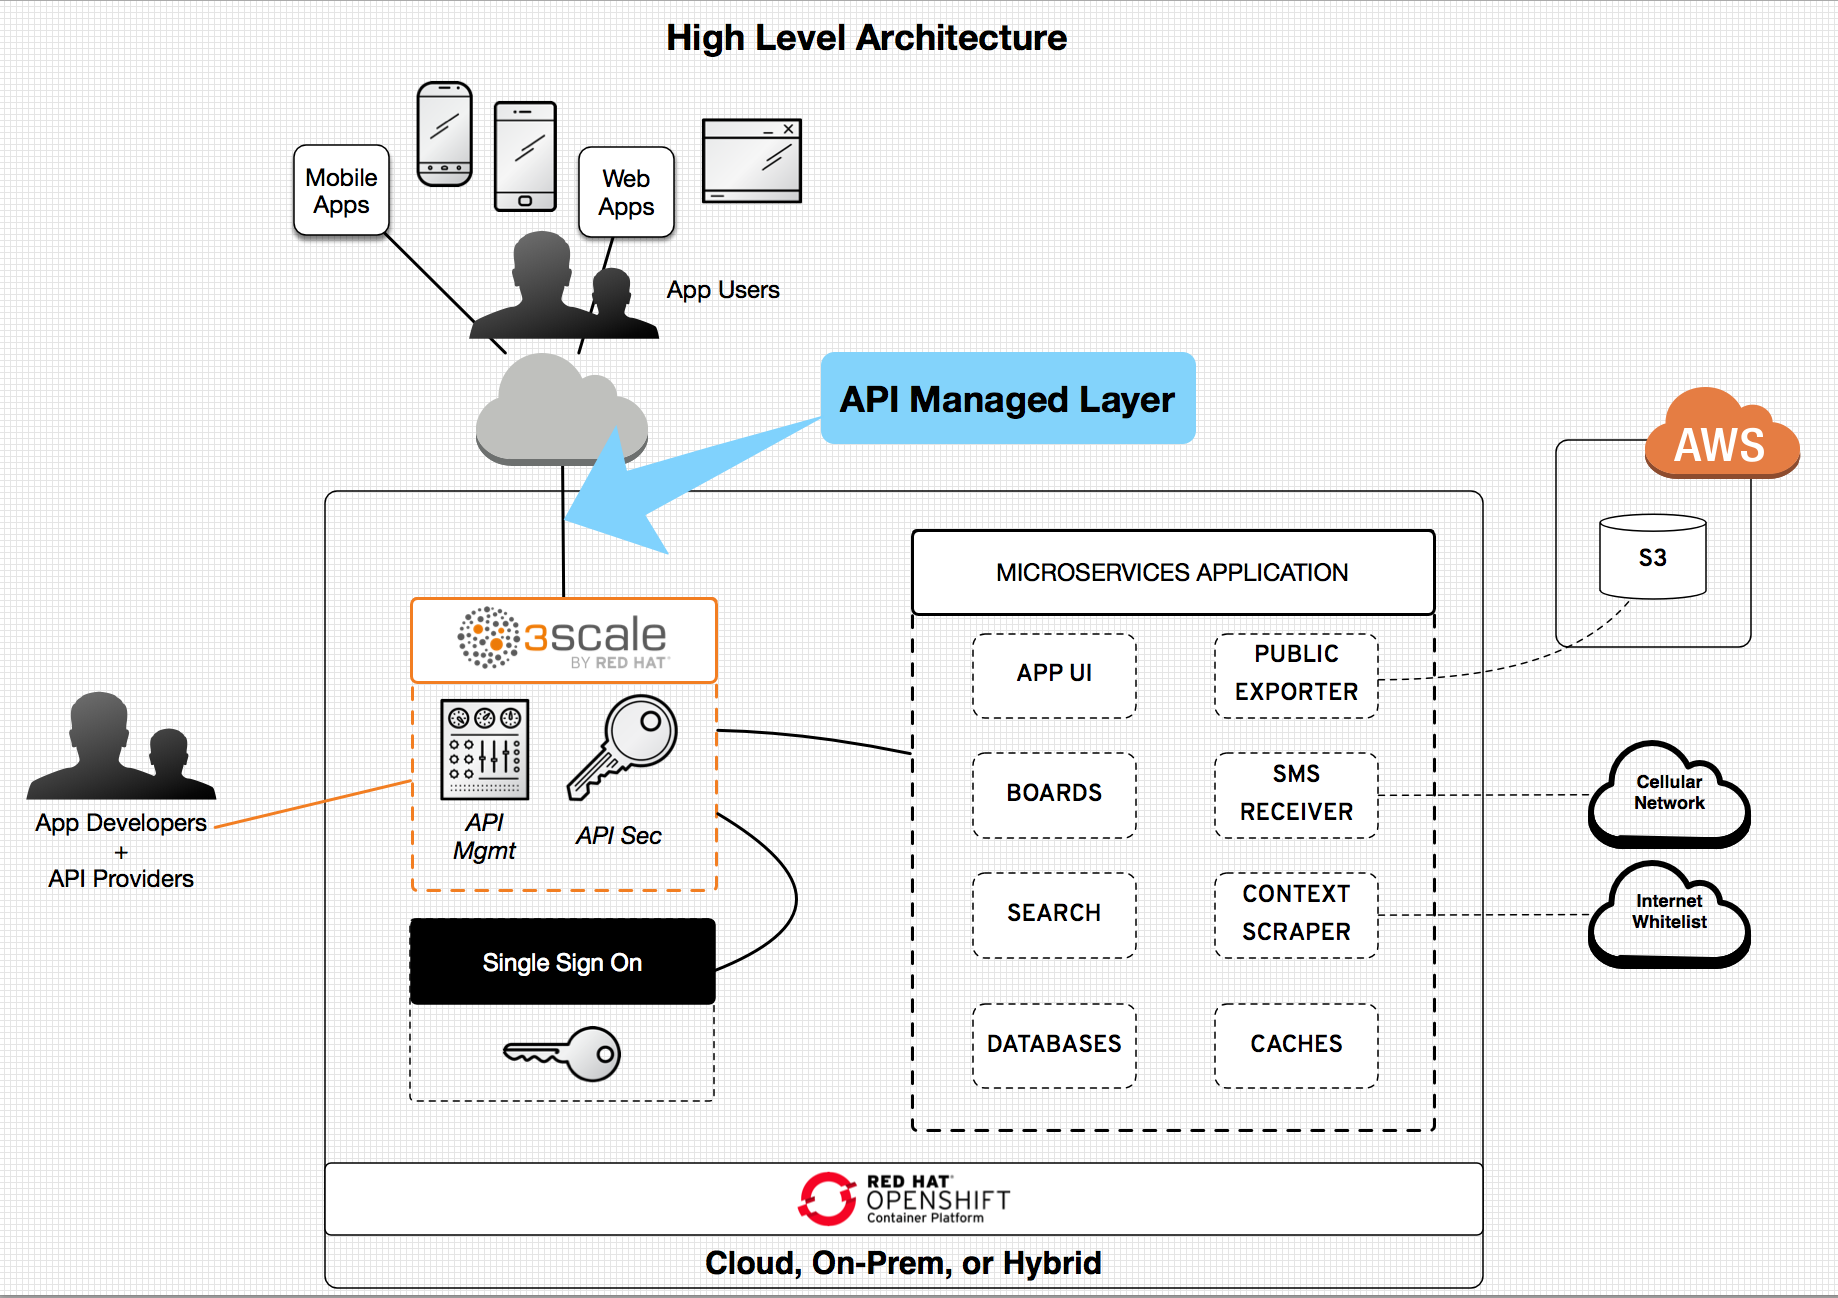 High Level Architecture
Mobile
Apps
Web
Apps
App Users
API Managed Layer
AWS
S3
MICROSERVICES APPLICATION
3scale
BY RED HAT
APP UI
PUBLIC
EXPORTER
API
Mgmt
API Sec
BOARDS
SMS
RECEIVER
Cellular
Network
App Developers
+
API Providers
SEARCH
CONTEXT
SCRAPER
Internet
Whitelist
Single Sign On
DATABASES
CACHES
RED HAT
OPENSHIFT
Container Platform
Cloud, On-Prem, or Hybrid